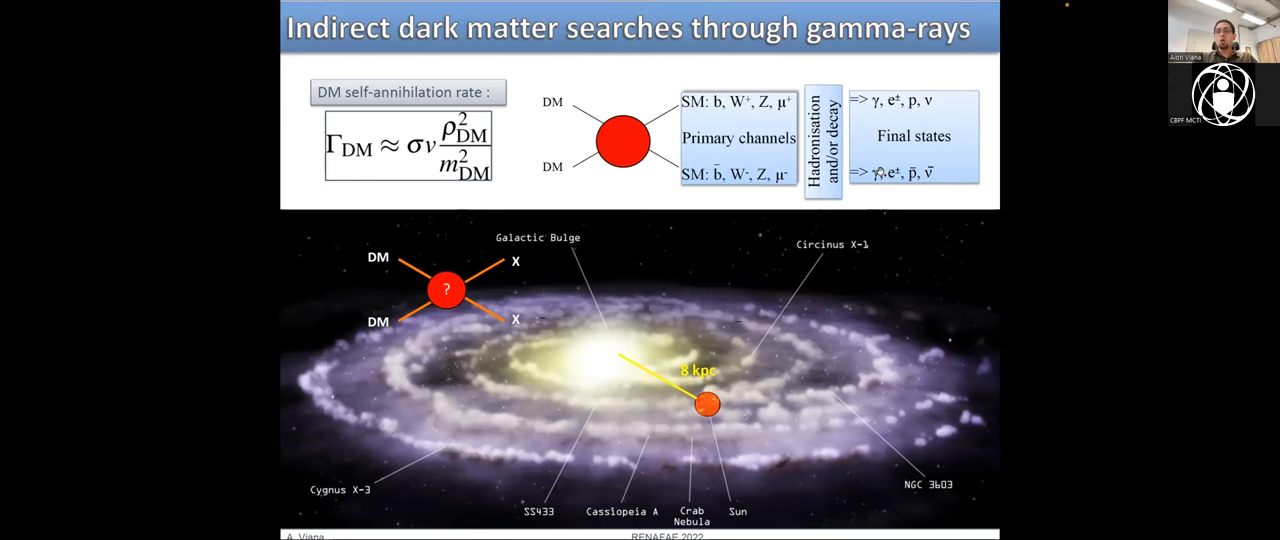 Indirect dark matter searches through gamma-rays
DM self-annihilation rate :
Γ_DM ≈ σv ρ²_DM / m²_DM
DM
DM
SM: b, W⁺, Z, μ⁺
Primary channels
SM: b̄, W⁻, Z, μ⁻
Hadronisation
and/or decay
=> γ, e±, p, ν
Final states
=> γ, e±, p̄, ν̄
Aion Viana
CBPF MCTI
Galactic Bulge
Circinus X-1
DM
X
?
DM
X
8 kpc
Cygnus X-3
SS433
Cassiopeia A
Crab
Nebula
Sun
NGC 3603
A. Viana
RENAFAE 2022